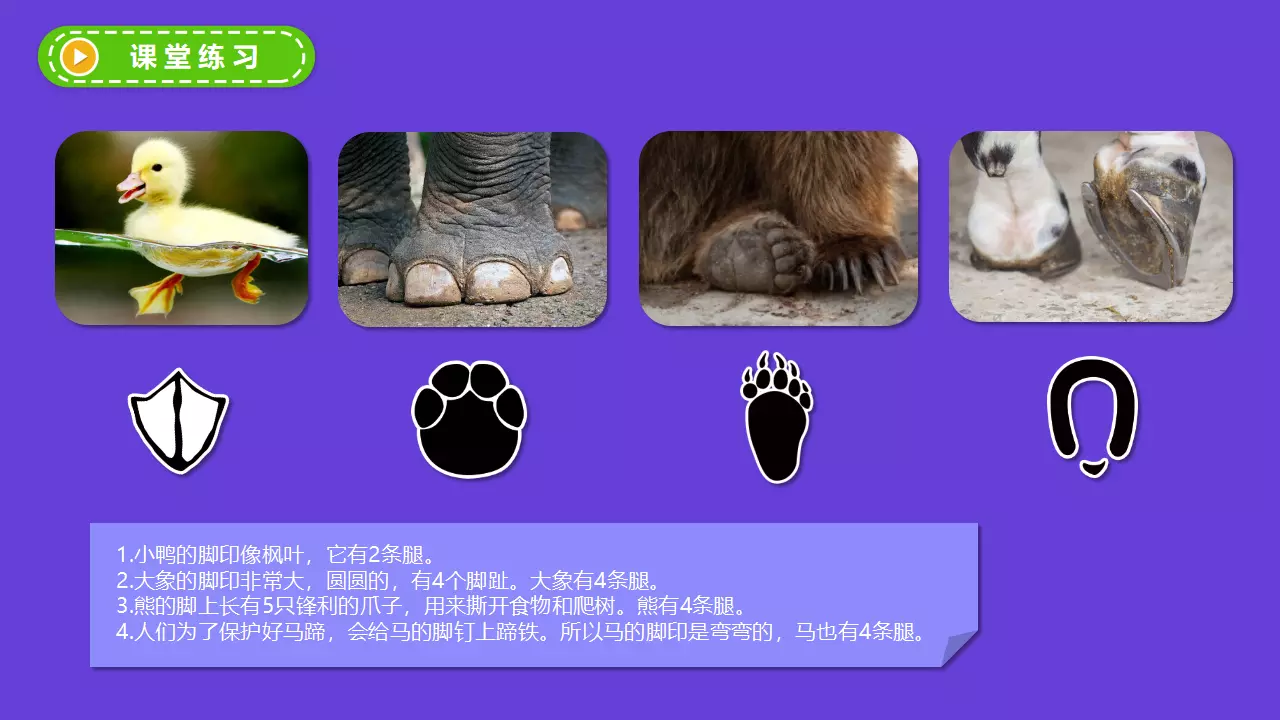 课堂练习
1.小鸭的脚印像枫叶，它有2条腿。
2.大象的脚印非常大，圆圆的，有4个脚趾。大象有4条腿。
3.熊的脚上长有5只锋利的爪子，用来撕开食物和爬树。熊有4条腿。
4.人们为了保护好马蹄，会给马的脚钉上蹄铁。所以马的脚印是弯弯的，马也有4条腿。